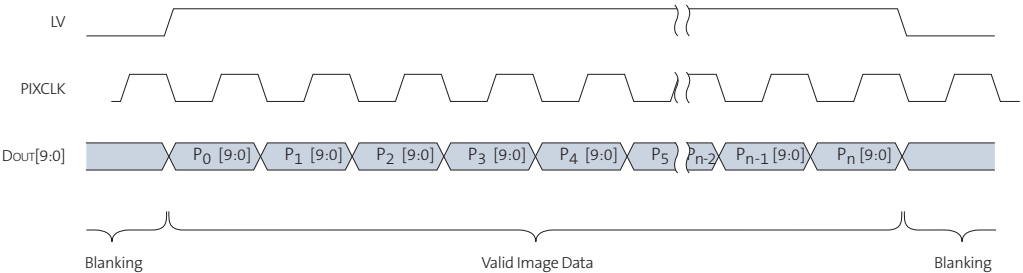 LV
PIXCLK
DOUT[9:0]
P0 [9:0] P1 [9:0] P2 [9:0] P3 [9:0] P4 [9:0] P5 Pn-2 Pn-1 [9:0] Pn [9:0]
Blanking Valid Image Data Blanking